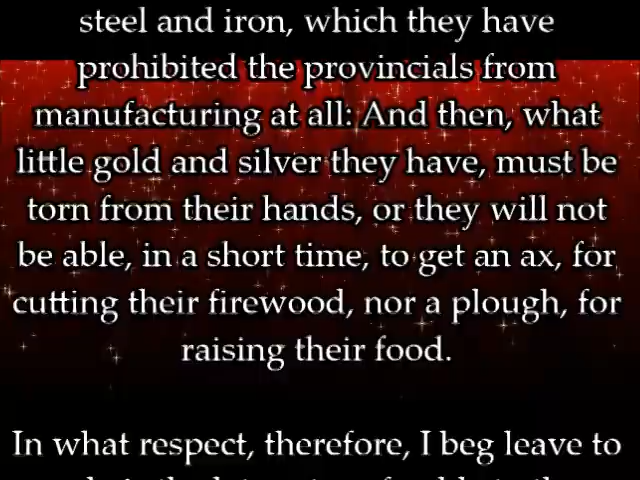 steel and iron, which they have
prohibited the provincials from
manufacturing at all: And then, what
little gold and silver they have, must be
torn from their hands, or they will not
be able, in a short time, to get an ax, for
cutting their firewood, nor a plough, for
raising their food.
In what respect, therefore, I beg leave to